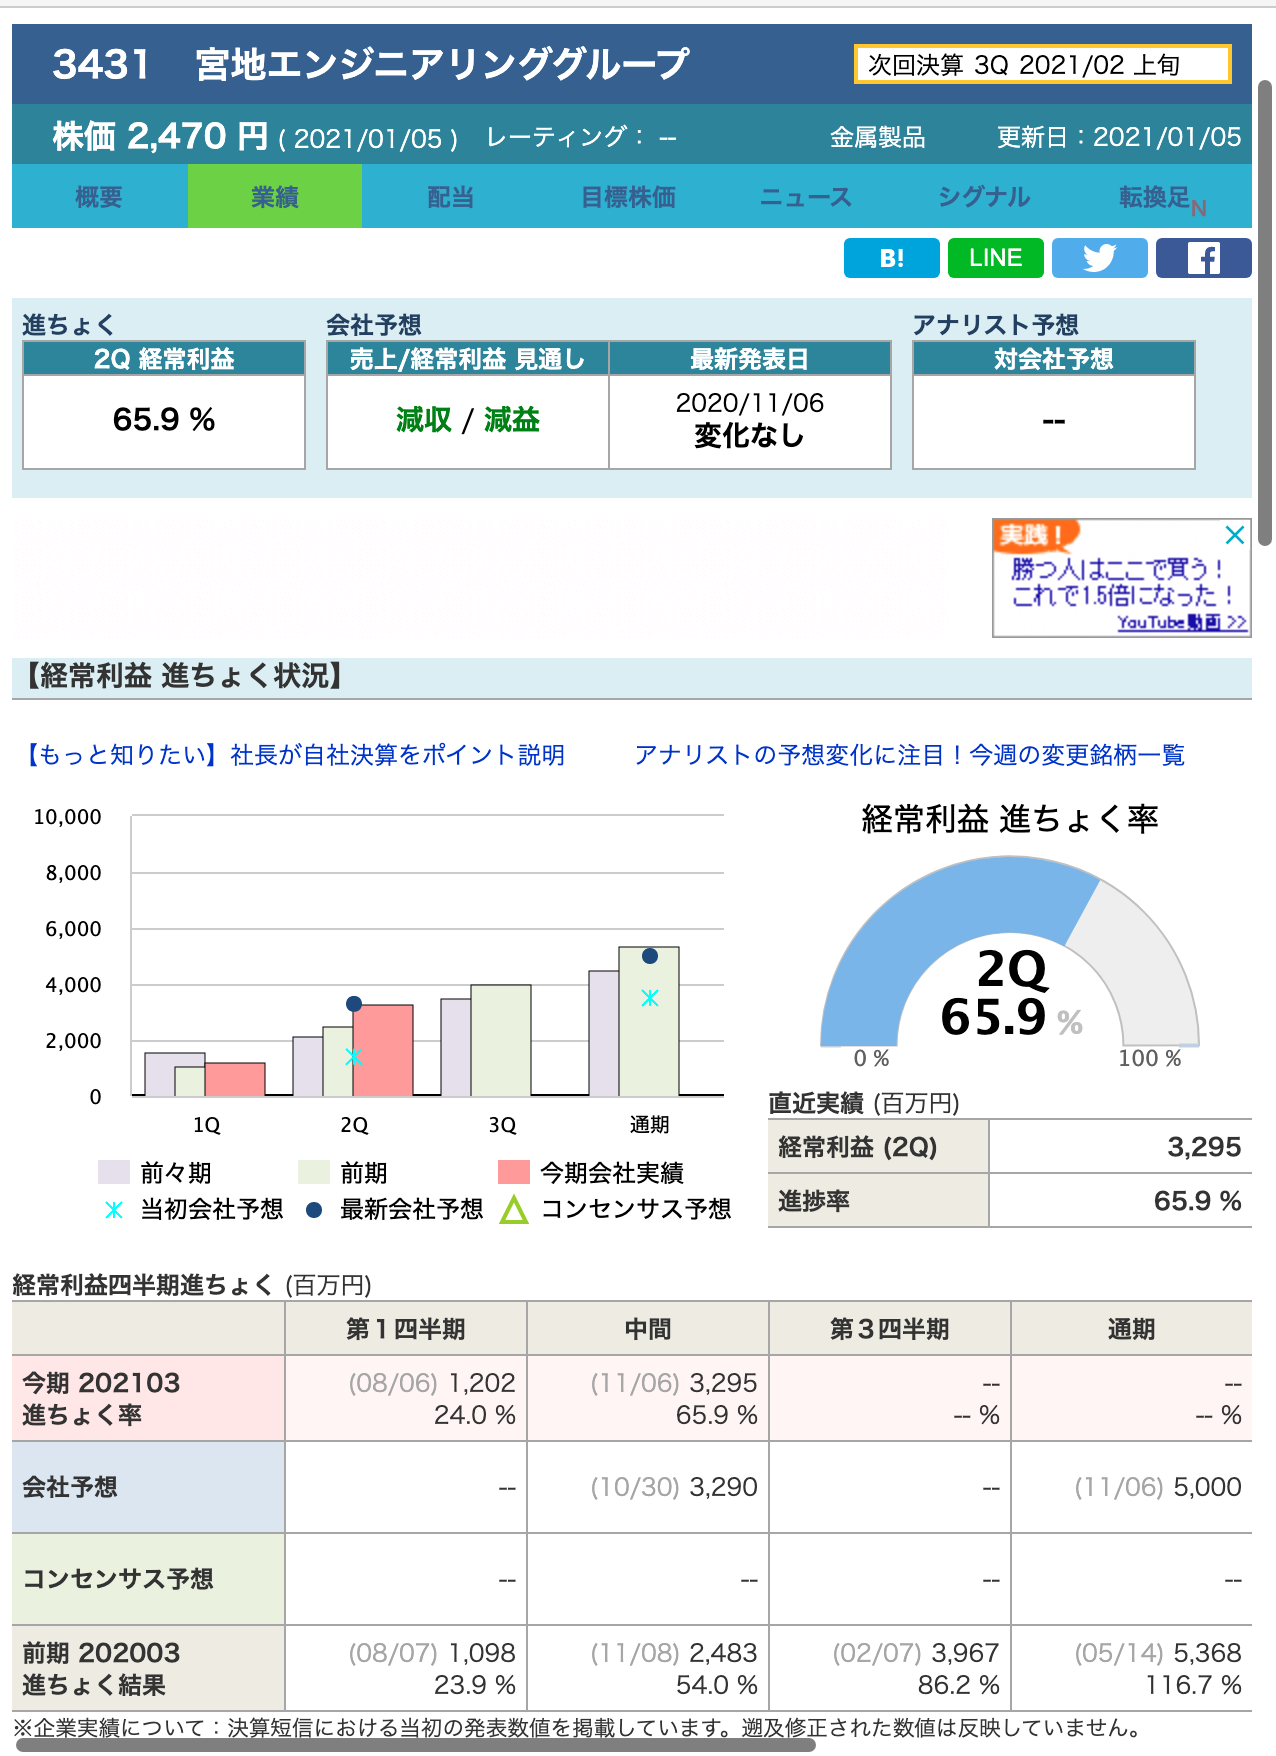 3431 宮地エンジニアリンググループ
次回決算 3Q 2021/02 上旬
株価 2,470 円 ( 2021/01/05 ) レーティング： --
金属製品
更新日：2021/01/05
概要 業績 配当 目標株価 ニュース シグナル 転換足N
B! LINE
進ちょく
2Q 経常利益
65.9 %
会社予想
売上/経常利益 見通し 最新発表日
減収 / 減益
2020/11/06
変化なし
アナリスト予想
対会社予想
--
実践！
勝つ人はここで買う！
これで1.5倍になった！
YouTube動画 >>
【経常利益 進ちょく状況】
【もっと知りたい】社長が自社決算をポイント説明
アナリストの予想変化に注目！今週の変更銘柄一覧
10,000
8,000
6,000
4,000
2,000
0
1Q 2Q 3Q 通期
前々期 前期 今期会社実績
当初会社予想 最新会社予想 コンセンサス予想
経常利益 進ちょく率
2Q
65.9 %
0 % 100 %
直近実績 (百万円)
経常利益 (2Q) 3,295
進捗率 65.9 %
経常利益四半期進ちょく (百万円)
第１四半期 中間 第３四半期 通期
今期 202103 (08/06) 1,202 (11/06) 3,295 -- --
進ちょく率 24.0 % 65.9 % -- % -- %
会社予想 -- (10/30) 3,290 -- (11/06) 5,000
コンセンサス予想 -- -- -- --
前期 202003 (08/07) 1,098 (11/08) 2,483 (02/07) 3,967 (05/14) 5,368
進ちょく結果 23.9 % 54.0 % 86.2 % 116.7 %
※企業実績について：決算短信における当初の発表数値を掲載しています。遡及修正された数値は反映していません。